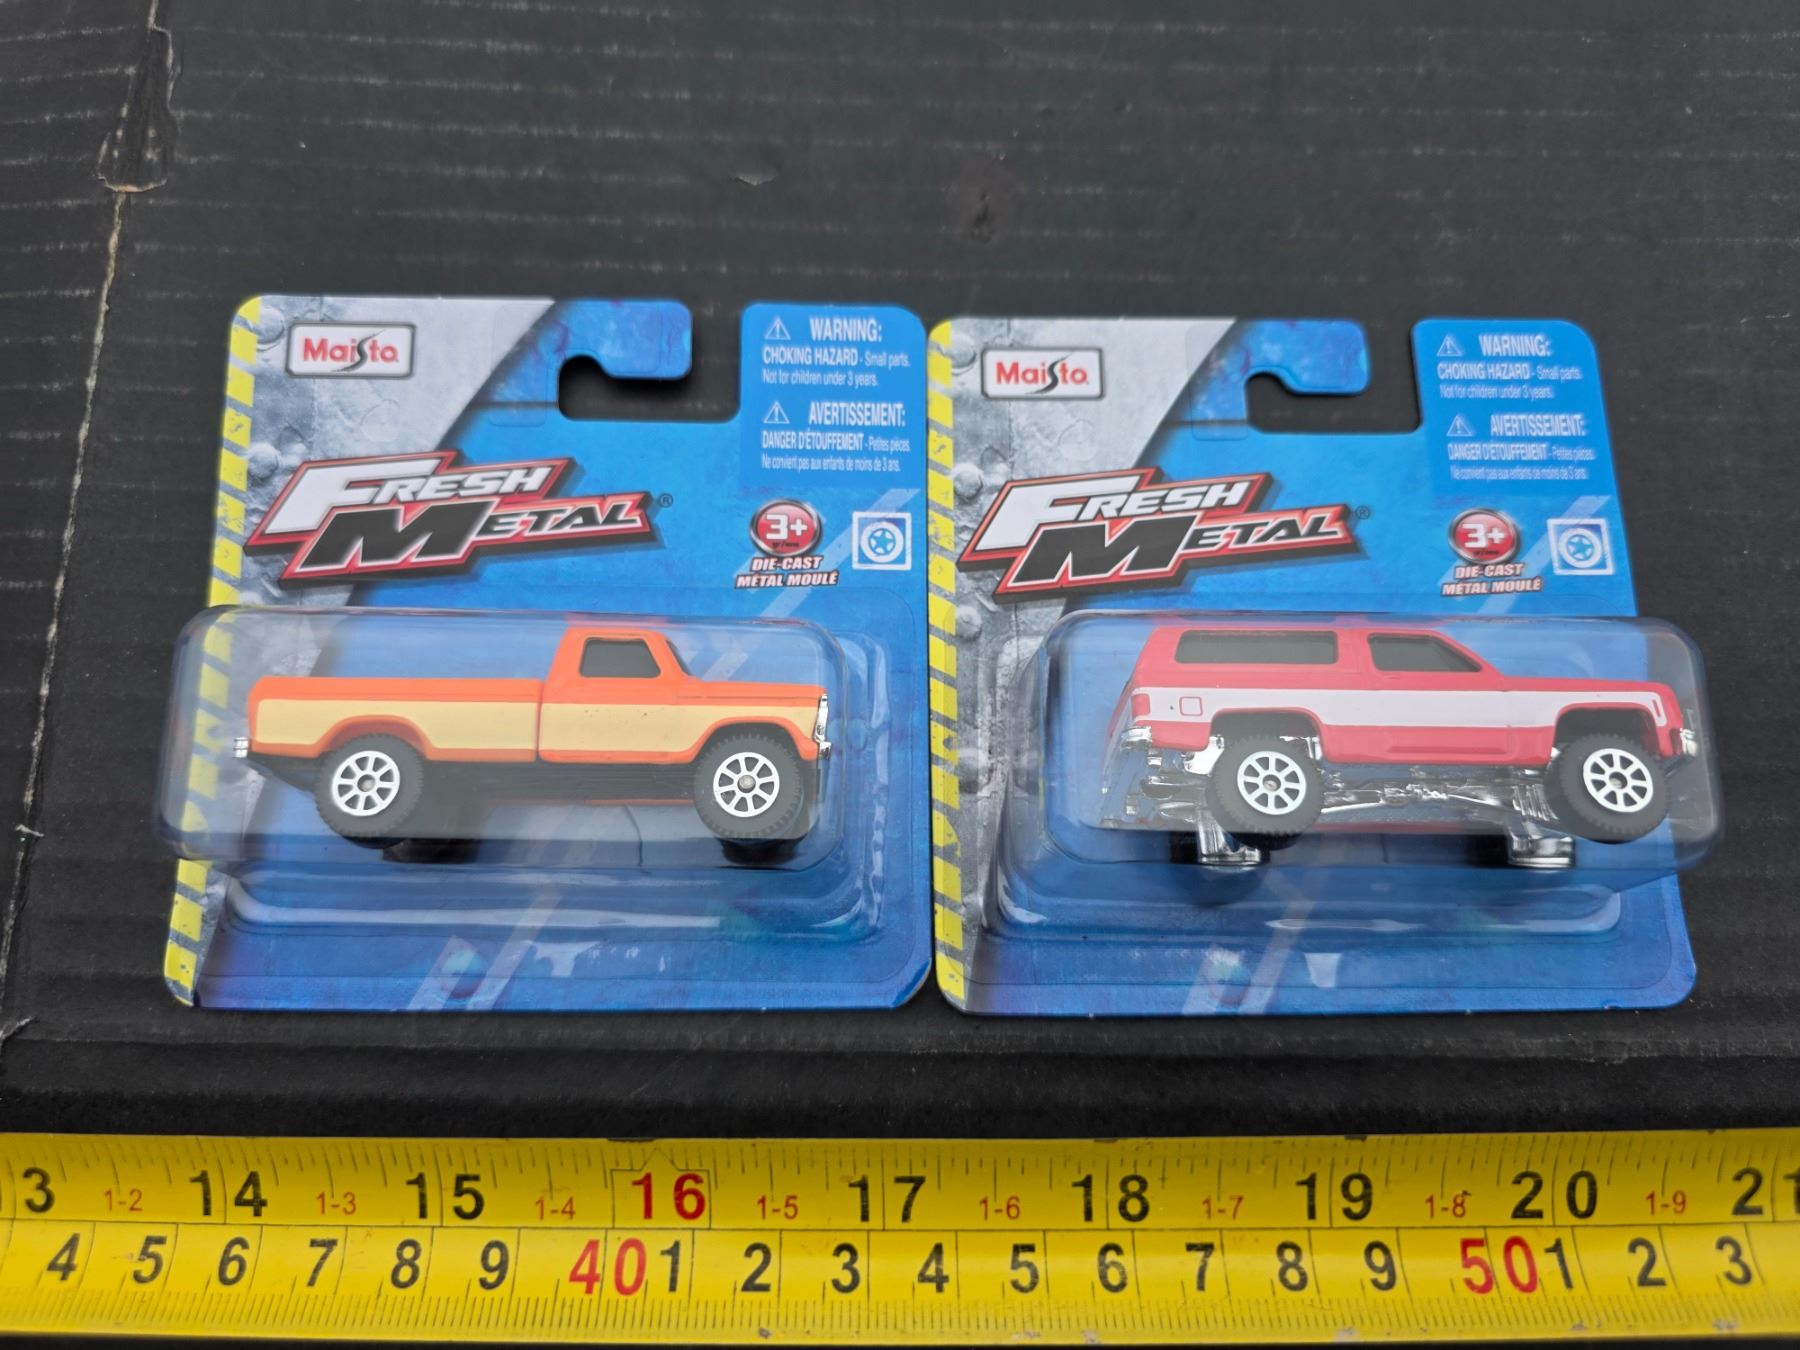 Maisto
WARNING:
CHOKING HAZARD - Small parts.
Not for children under 3 years.
AVERTISSEMENT:
DANGER D'ÉTOUFFEMENT - Petites pièces.
Ne convient pas aux enfants de moins de 3 ans.
FRESH
METAL®
3+
DIE-CAST
MÉTAL MOULÉ
Maisto
WARNING:
CHOKING HAZARD - Small parts.
Not for children under 3 years.
AVERTISSEMENT:
DANGER D'ÉTOUFFEMENT - Petites pièces.
Ne convient pas aux enfants de moins de 3 ans.
FRESH
METAL®
3+
DIE-CAST
MÉTAL MOULÉ
3 1-2 14 1-3 15 1-4 16 1-5 17 1-6 18 1-7 19 1-8 20 1-9 21
4 5 6 7 8 9 40 1 2 3 4 5 6 7 8 9 50 1 2 3